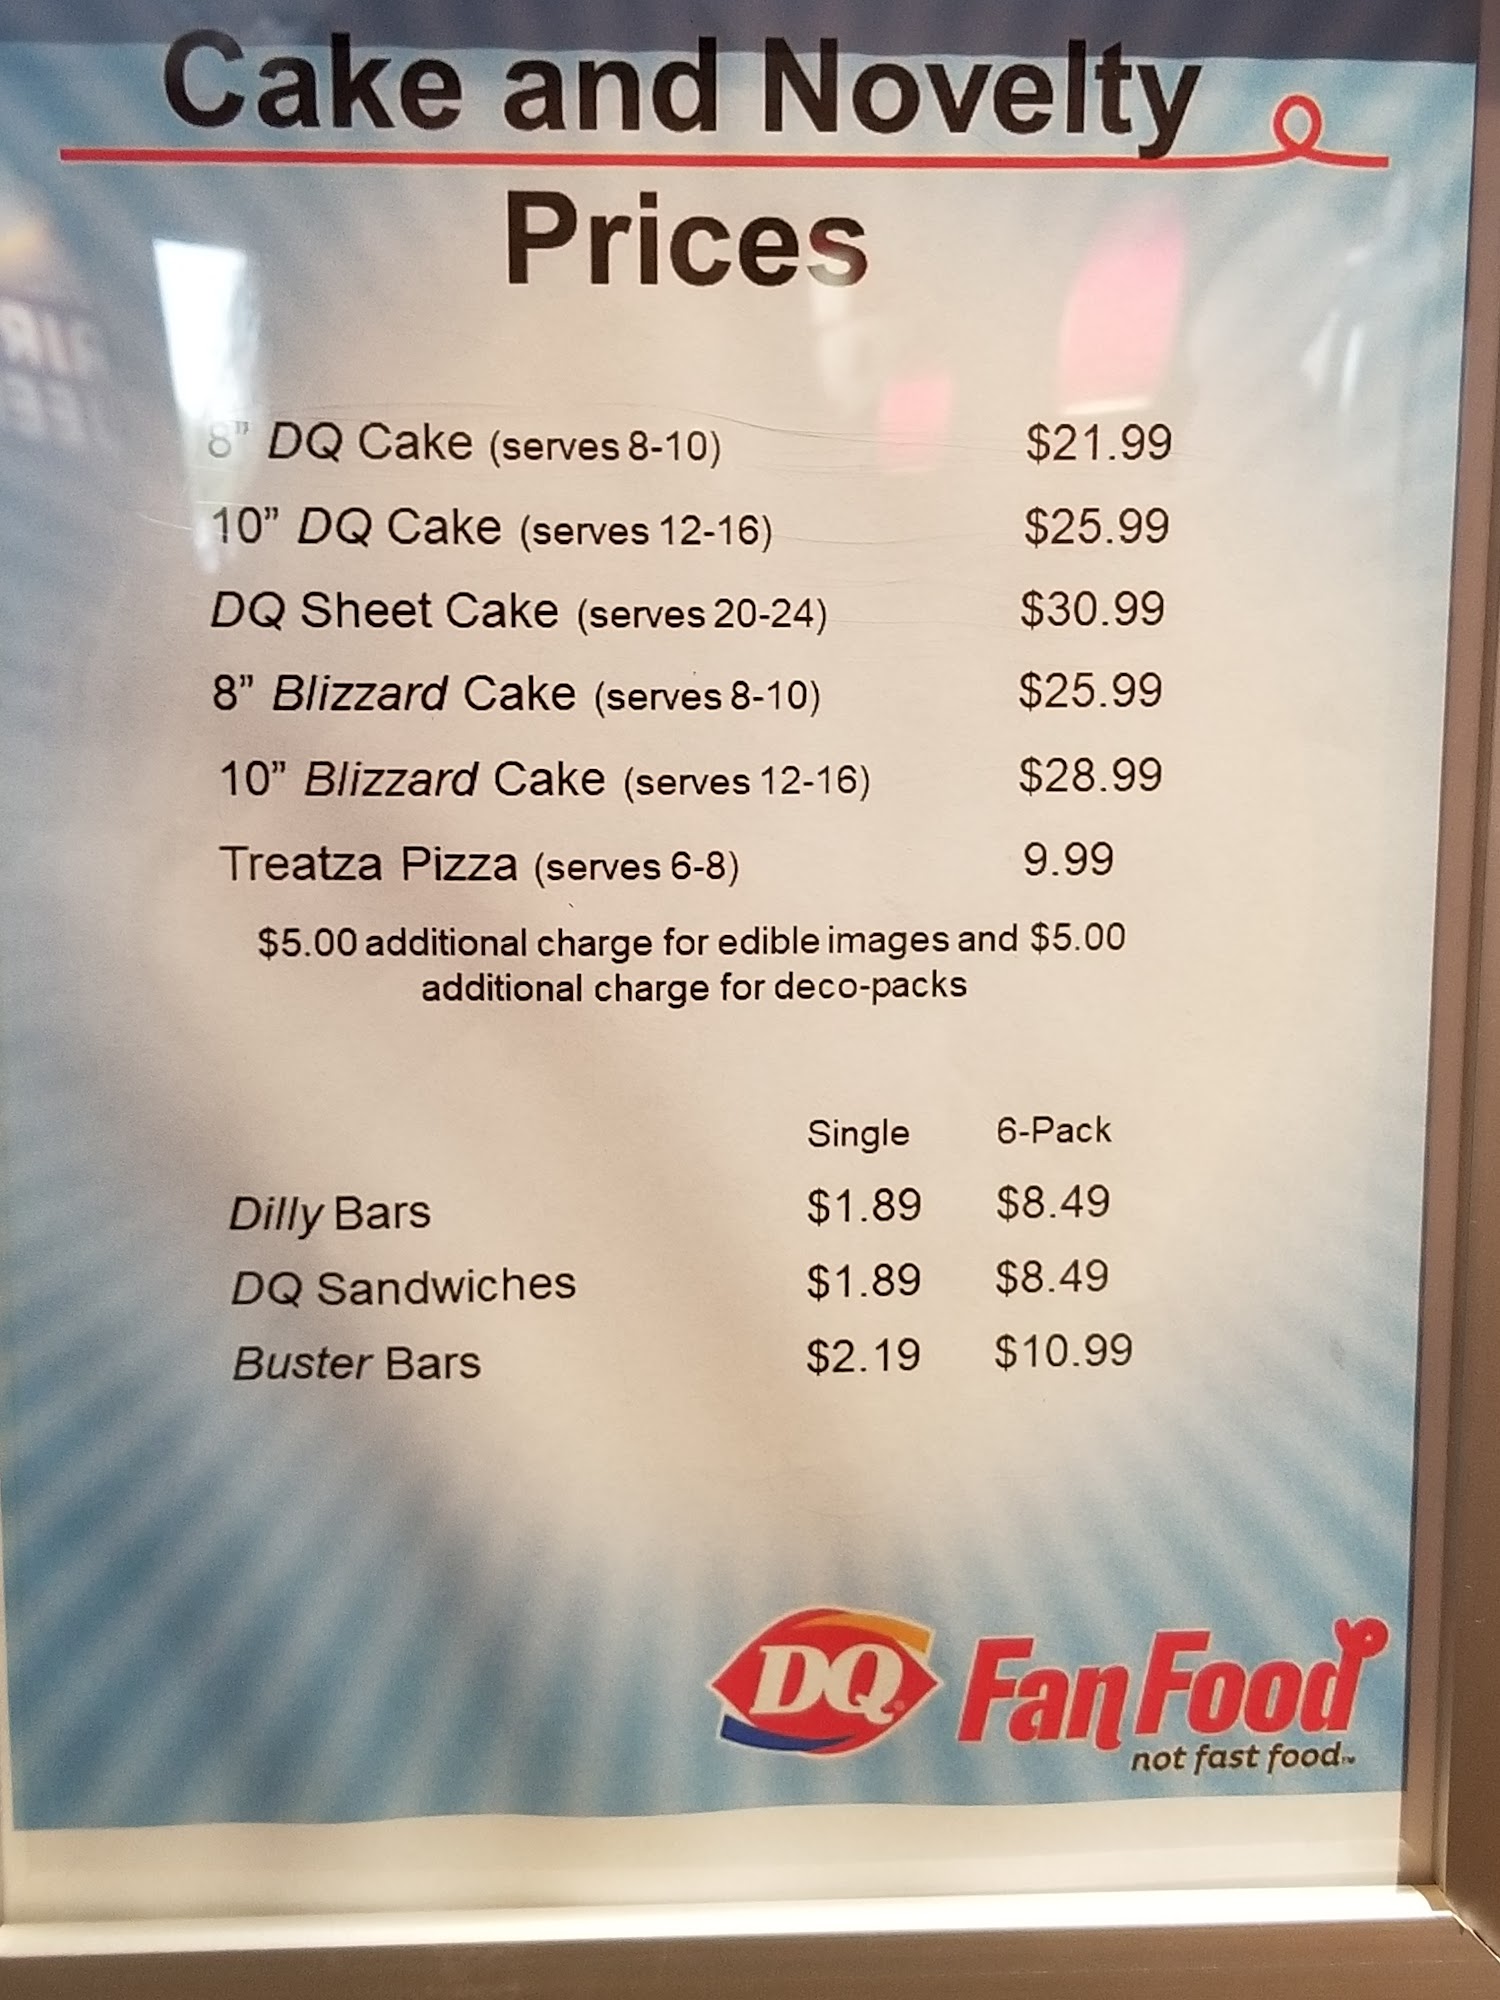 Cake and Novelty
Prices
8” DQ Cake (serves 8-10) $21.99
10” DQ Cake (serves 12-16) $25.99
DQ Sheet Cake (serves 20-24) $30.99
8” Blizzard Cake (serves 8-10) $25.99
10” Blizzard Cake (serves 12-16) $28.99
Treatza Pizza (serves 6-8) 9.99
$5.00 additional charge for edible images and $5.00
additional charge for deco-packs
Single 6-Pack
Dilly Bars $1.89 $8.49
DQ Sandwiches $1.89 $8.49
Buster Bars $2.19 $10.99
DQ® Fan Food
not fast food™